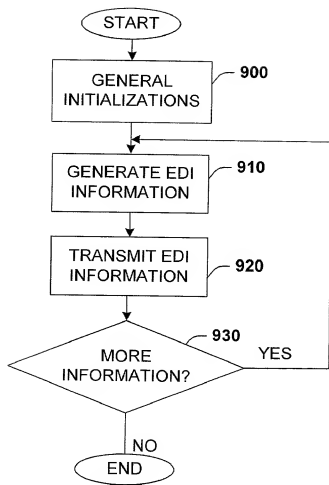 START
GENERAL
INITIALIZATIONS
900
GENERATE EDI
INFORMATION
910
TRANSMIT EDI
INFORMATION
920
930
MORE
INFORMATION?
YES
NO
END